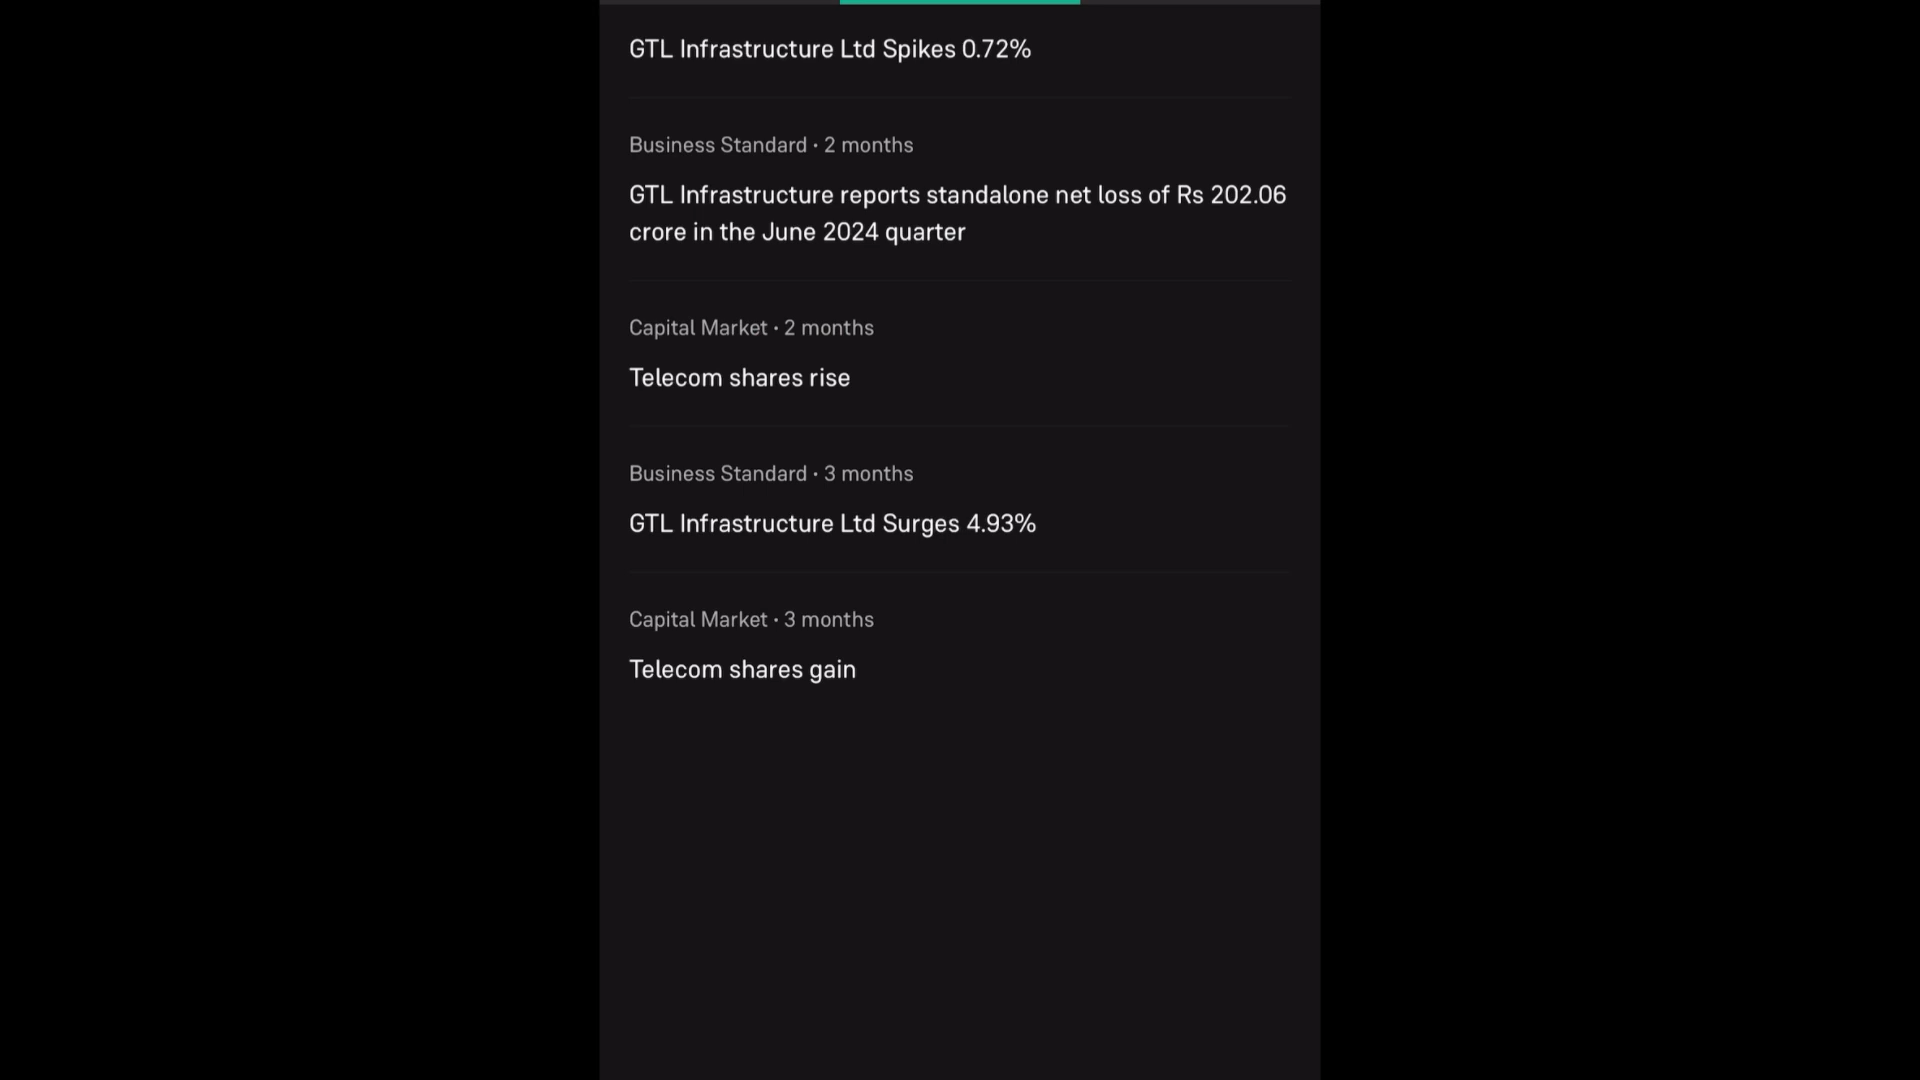 GTL Infrastructure Ltd Spikes 0.72%
Business Standard • 2 months
GTL Infrastructure reports standalone net loss of Rs 202.06
crore in the June 2024 quarter
Capital Market • 2 months
Telecom shares rise
Business Standard • 3 months
GTL Infrastructure Ltd Surges 4.93%
Capital Market • 3 months
Telecom shares gain